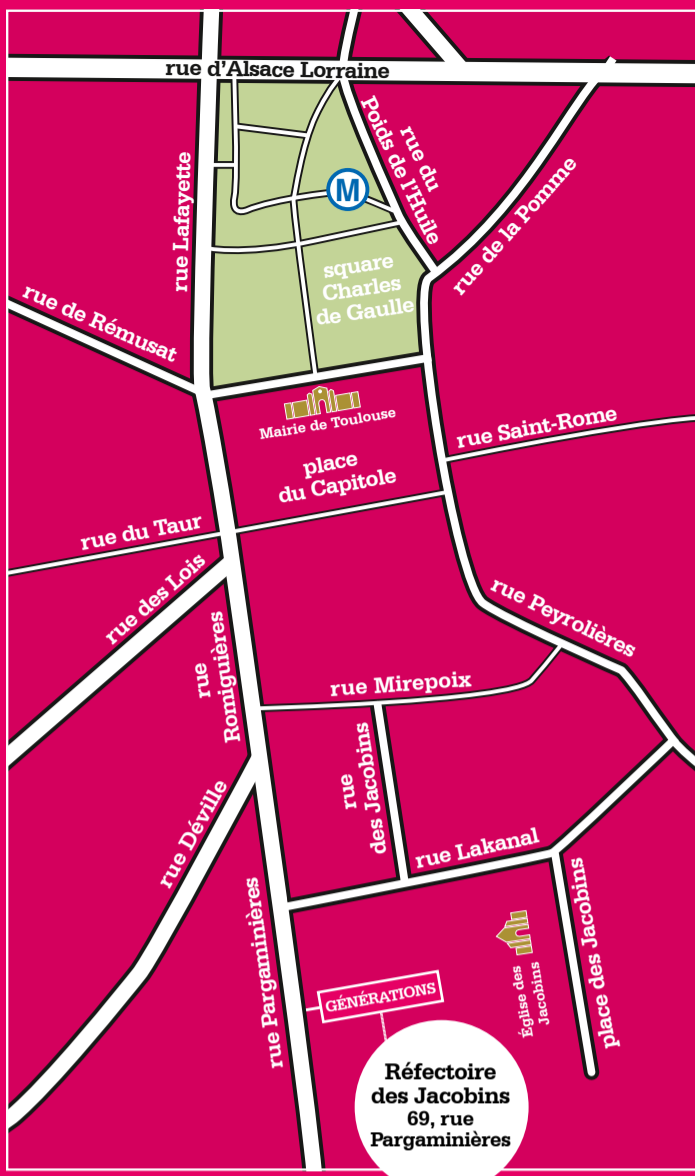 rue d'Alsace Lorraine
rue du
Poids de l'Huile
rue Lafayette
M
rue de la Pomme
square
Charles
de Gaulle
rue de Rémusat
Mairie de Toulouse
rue Saint-Rome
place
du Capitole
rue du Taur
rue des Lois
rue Peyrolières
rue
Romiguières
rue Mirepoix
rue
des Jacobins
rue Déville
rue Lakanal
place des Jacobins
rue Pargaminières
Église des
Jacobins
GÉNÉRATIONS
Réfectoire
des Jacobins
69, rue
Pargaminières